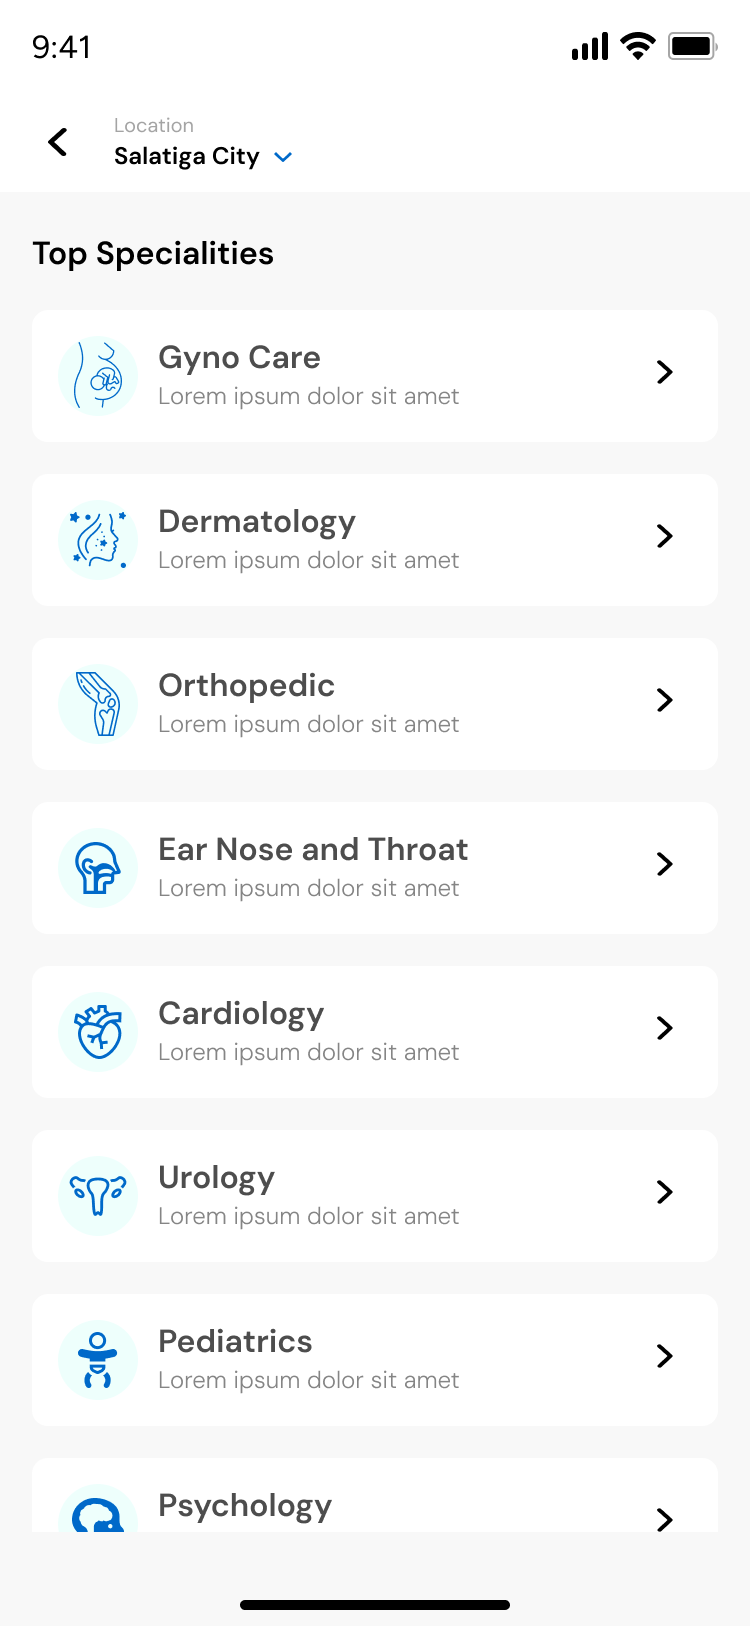 9:41
Location
Salatiga City
Top Specialities
Gyno Care
Lorem ipsum dolor sit amet
Dermatology
Lorem ipsum dolor sit amet
Orthopedic
Lorem ipsum dolor sit amet
Ear Nose and Throat
Lorem ipsum dolor sit amet
Cardiology
Lorem ipsum dolor sit amet
Urology
Lorem ipsum dolor sit amet
Pediatrics
Lorem ipsum dolor sit amet
Psychology